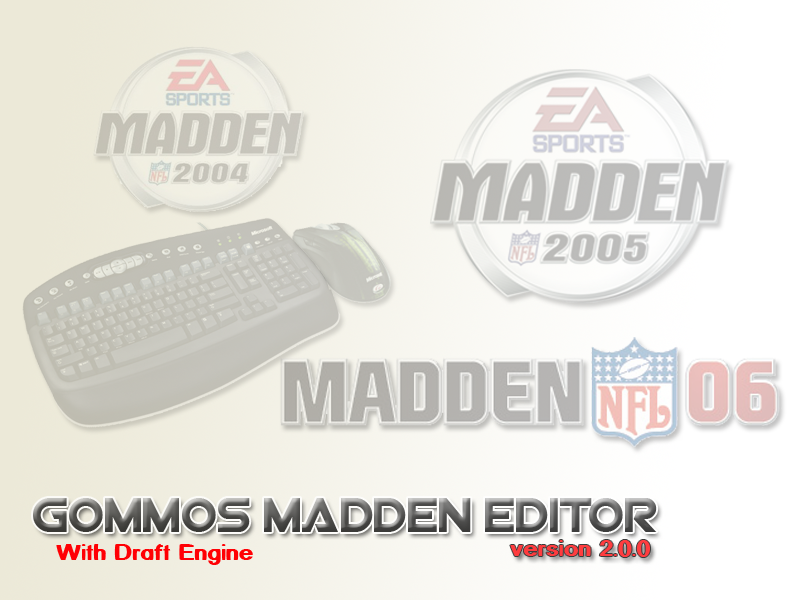 EA
SPORTS
MADDEN
NFL 2004
EA
SPORTS
MADDEN
NFL 2005
Microsoft
MADDEN NFL 06
GOMMOS MADDEN EDITOR
With Draft Engine
version 2.0.0